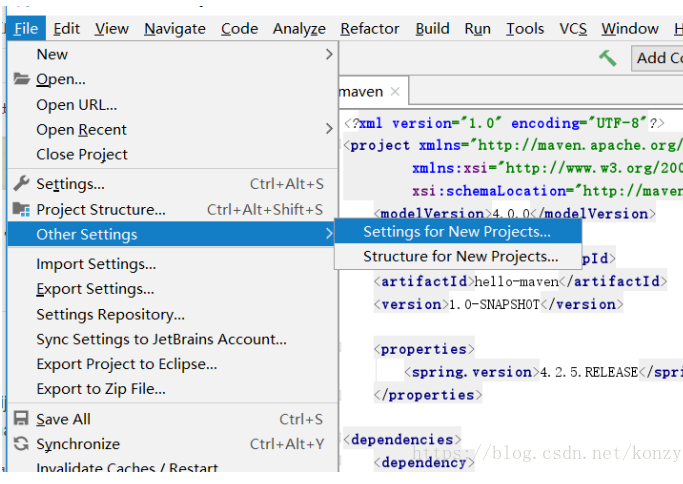 File Edit View Navigate Code Analyze Refactor Build Run Tools VCS Window
New
Open...
Open URL...
Open Recent
Close Project
Settings... Ctrl+Alt+S
Project Structure... Ctrl+Alt+Shift+S
Other Settings
Import Settings...
Export Settings...
Settings Repository...
Sync Settings to JetBrains Account...
Export Project to Eclipse...
Export to Zip File...
Save All Ctrl+S
Synchronize Ctrl+Alt+Y
Invalidate Caches / Restart
Settings for New Projects...
Structure for New Projects...
Add Co
maven
<?xml version="1.0" encoding="UTF-8"?>
<project xmlns="http://maven.apache.org/
xmlns:xsi="http://www.w3.org/200
xsi:schemaLocation="http://maven
<modelVersion>4.0.0</modelVersion>
pId>
<artifactId>hello-maven</artifactId>
<version>1.0-SNAPSHOT</version>
<properties>
<spring.version>4.2.5.RELEASE</spri
</properties>
<dependencies>
<dependency>
https://blog.csdn.net/konzy